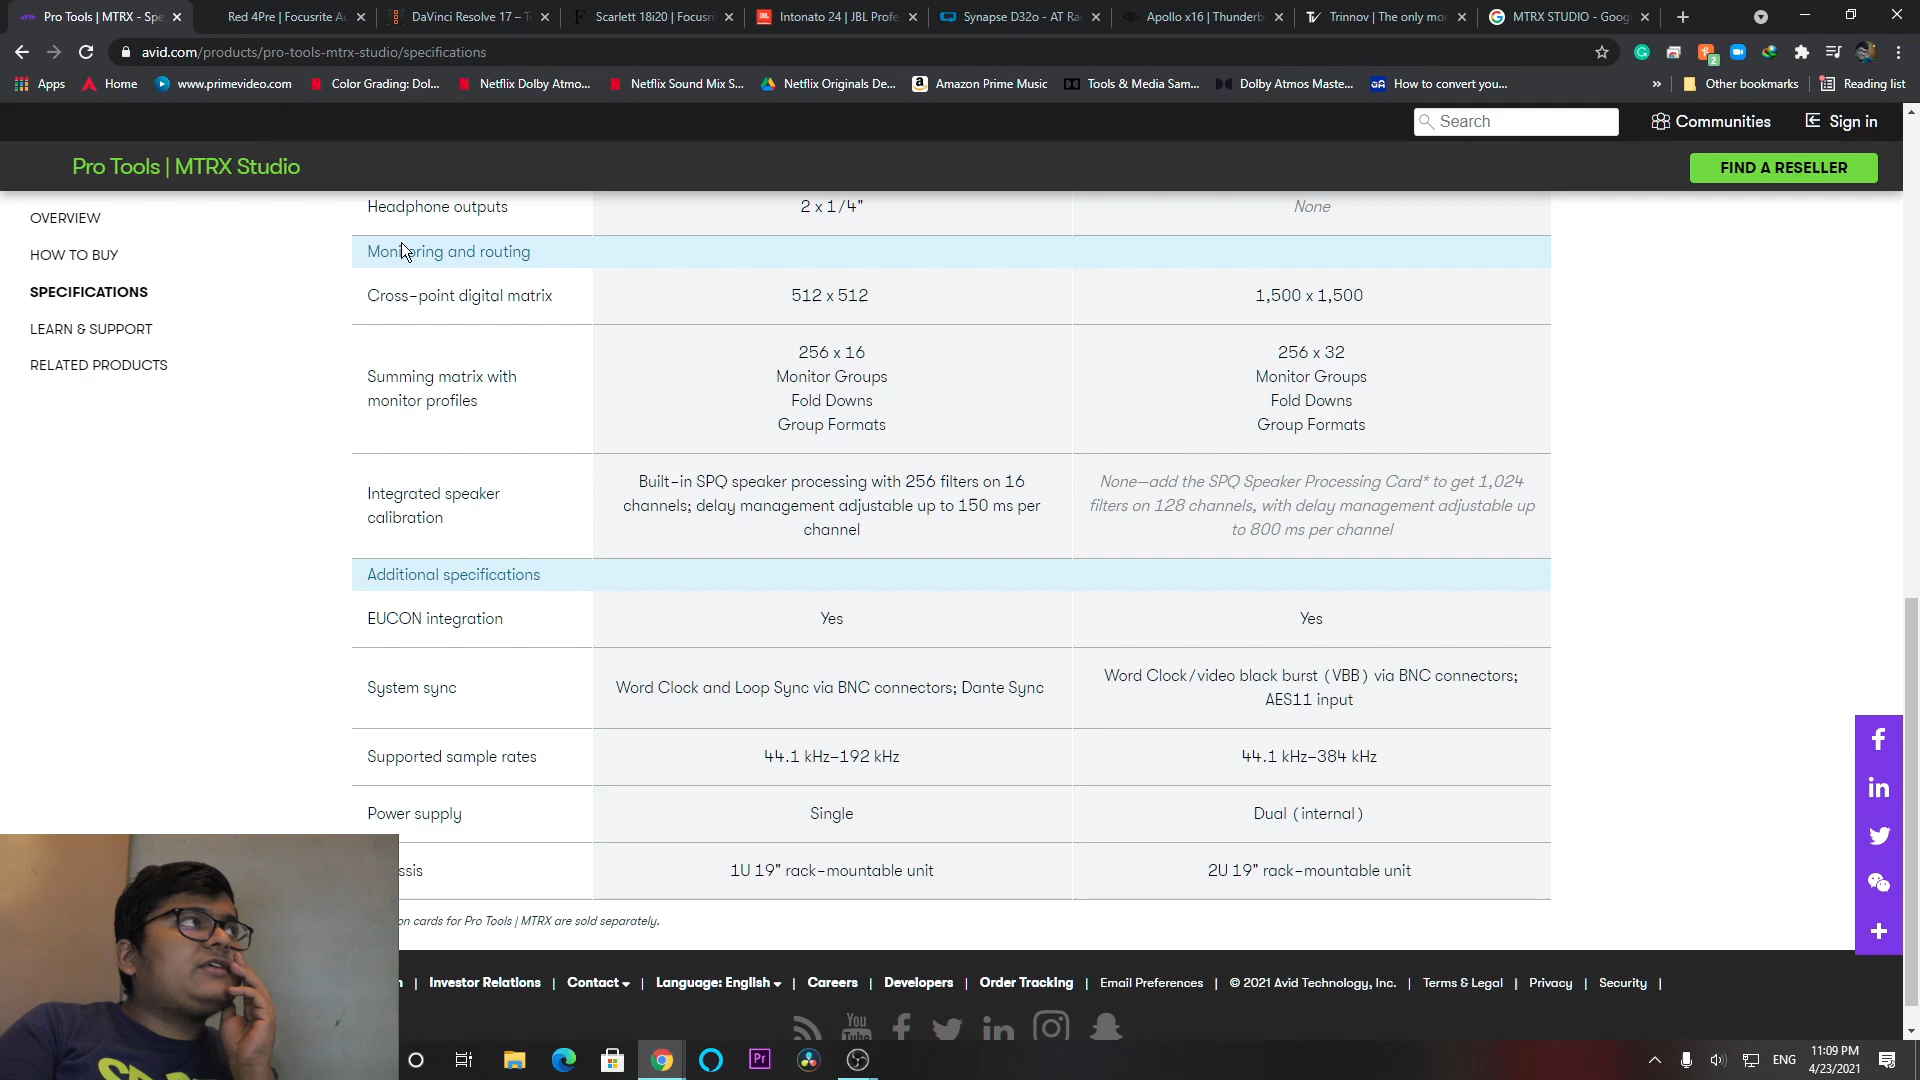 Pro Tools | MTRX - Spe
Red 4Pre | Focusrite Au
DaVinci Resolve 17 – T
Scarlett 18i20 | Focusri
Intonato 24 | JBL Profe
Synapse D32o - AT Ra
Apollo x16 | Thunderb
Trinnov | The only mor
MTRX STUDIO - Goog
avid.com/products/pro-tools-mtrx-studio/specifications
2
Apps
Home
www.primevideo.com
Color Grading: Dol...
Netflix Dolby Atmo...
Netflix Sound Mix S...
Netflix Originals De...
Amazon Prime Music
Tools & Media Sam...
Dolby Atmos Maste...
How to convert you...
»
Other bookmarks
Reading list
Search
Communities
Sign in
Pro Tools | MTRX Studio
FIND A RESELLER
OVERVIEW
HOW TO BUY
SPECIFICATIONS
LEARN & SUPPORT
RELATED PRODUCTS
Headphone outputs
2 x 1/4"
None
Monitoring and routing
Cross-point digital matrix
512 x 512
1,500 x 1,500
Summing matrix with
monitor profiles
256 x 16
Monitor Groups
Fold Downs
Group Formats
256 x 32
Monitor Groups
Fold Downs
Group Formats
Integrated speaker
calibration
Built-in SPQ speaker processing with 256 filters on 16
channels; delay management adjustable up to 150 ms per
channel
None—add the SPQ Speaker Processing Card* to get 1,024
filters on 128 channels, with delay management adjustable up
to 800 ms per channel
Additional specifications
EUCON integration
Yes
Yes
System sync
Word Clock and Loop Sync via BNC connectors; Dante Sync
Word Clock/video black burst (VBB) via BNC connectors;
AES11 input
Supported sample rates
44.1 kHz–192 kHz
44.1 kHz–384 kHz
Power supply
Single
Dual (internal)
ssis
1U 19" rack-mountable unit
2U 19" rack-mountable unit
on cards for Pro Tools | MTRX are sold separately.
n | Investor Relations | Contact | Language: English | Careers | Developers | Order Tracking | Email Preferences | © 2021 Avid Technology, Inc. | Terms & Legal | Privacy | Security |
You
Tube
Pr
ENG
11:09 PM
4/23/2021